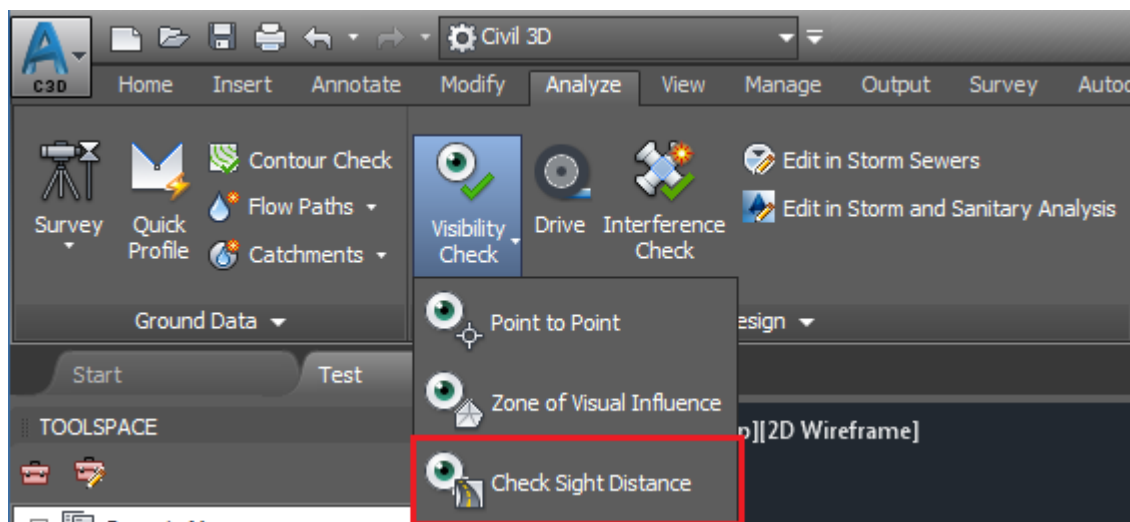 Civil 3D
C3D
Home Insert Annotate Modify Analyze View Manage Output Survey
Survey
Quick
Profile
Contour Check
Flow Paths
Catchments
Visibility
Check
Drive
Interference
Check
Edit in Storm Sewers
Edit in Storm and Sanitary Analysis
Ground Data
Point to Point
Zone of Visual Influence
Check Sight Distance
Start
Test
TOOLSPACE
][2D Wireframe]